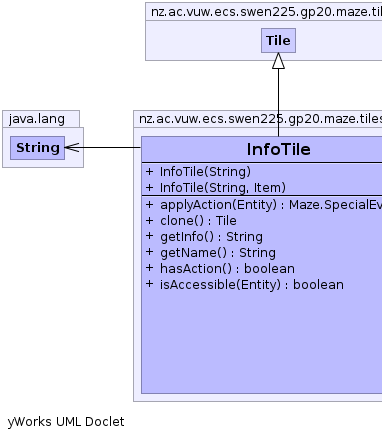 nz.ac.vuw.ecs.swen225.gp20.maze.til
Tile
java.lang
String
nz.ac.vuw.ecs.swen225.gp20.maze.tiles
InfoTile
+ InfoTile(String)
+ InfoTile(String, Item)
+ applyAction(Entity) : Maze.SpecialEv
+ clone() : Tile
+ getInfo() : String
+ getName() : String
+ hasAction() : boolean
+ isAccessible(Entity) : boolean
yWorks UML Doclet